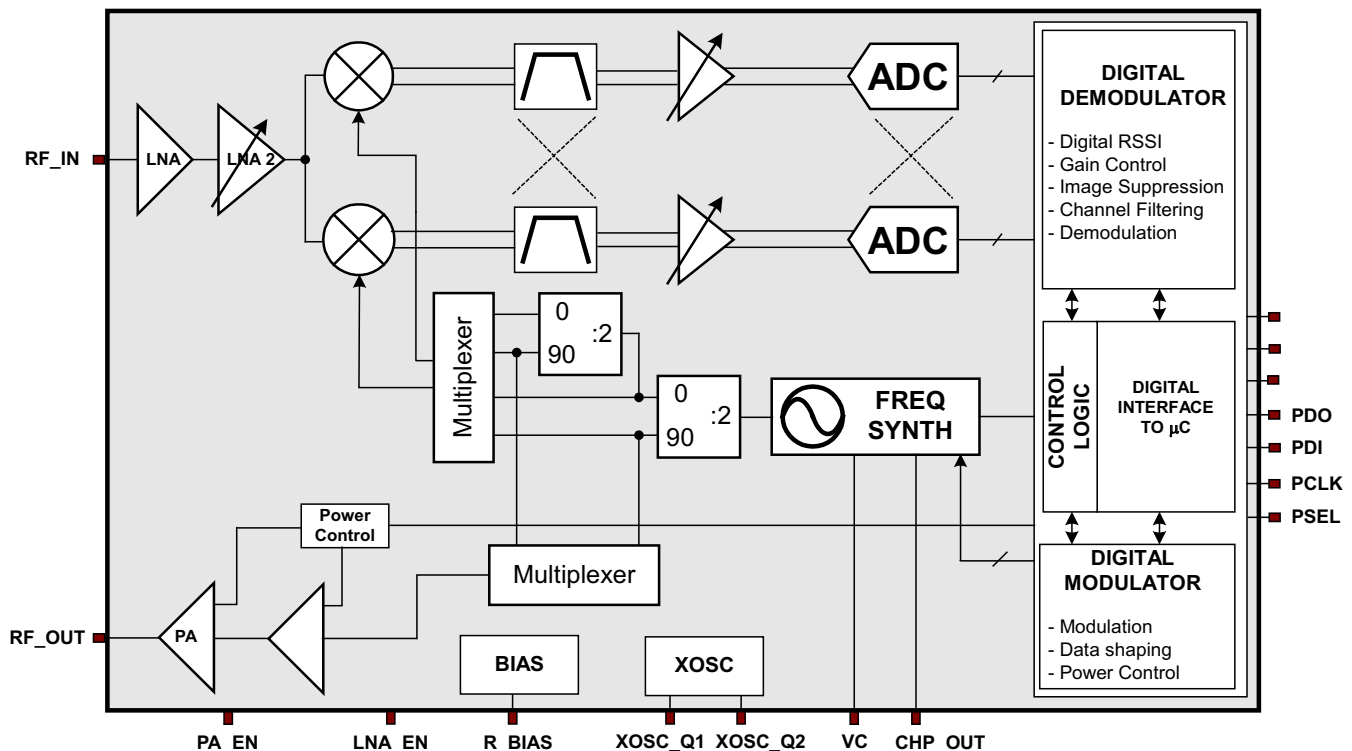 ADC
DIGITAL
DEMODULATOR
- Digital RSSI
- Gain Control
- Image Suppression
- Channel Filtering
- Demodulation
RF_IN
LNA
LNA 2
ADC
Multiplexer
0
90
:2
0
90
:2
FREQ
SYNTH
CONTROL
LOGIC
DIGITAL
INTERFACE
TO µC
PDO
PDI
PCLK
PSEL
Power
Control
Multiplexer
DIGITAL
MODULATOR
- Modulation
- Data shaping
- Power Control
RF_OUT
PA
BIAS
XOSC
PA_EN
LNA_EN
R_BIAS
XOSC_Q1
XOSC_Q2
VC
CHP_OUT